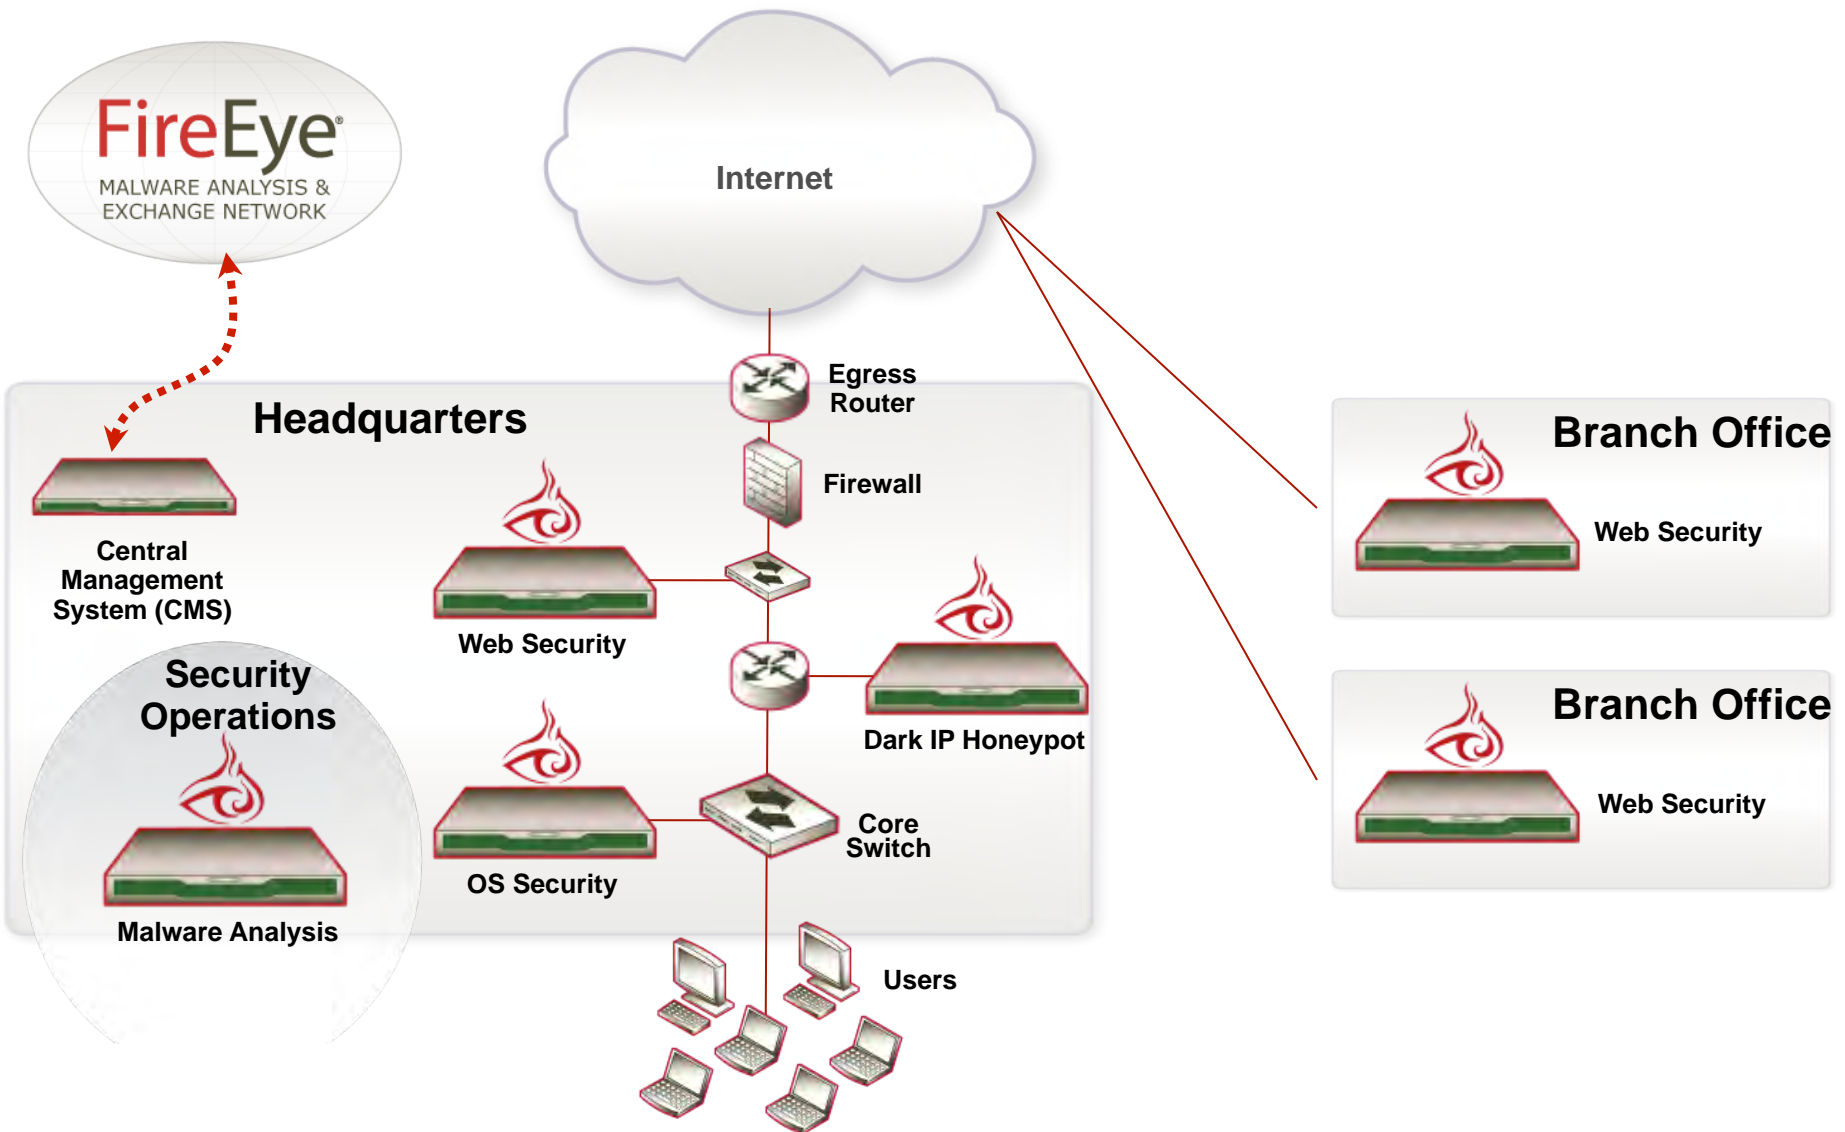 FireEye®
MALWARE ANALYSIS &
EXCHANGE NETWORK
Internet
Egress
Router
Headquarters
Firewall
Central
Management
System (CMS)
Web Security
Security
Operations
Dark IP Honeypot
Core
Switch
OS Security
Malware Analysis
Users
Branch Office
Web Security
Branch Office
Web Security